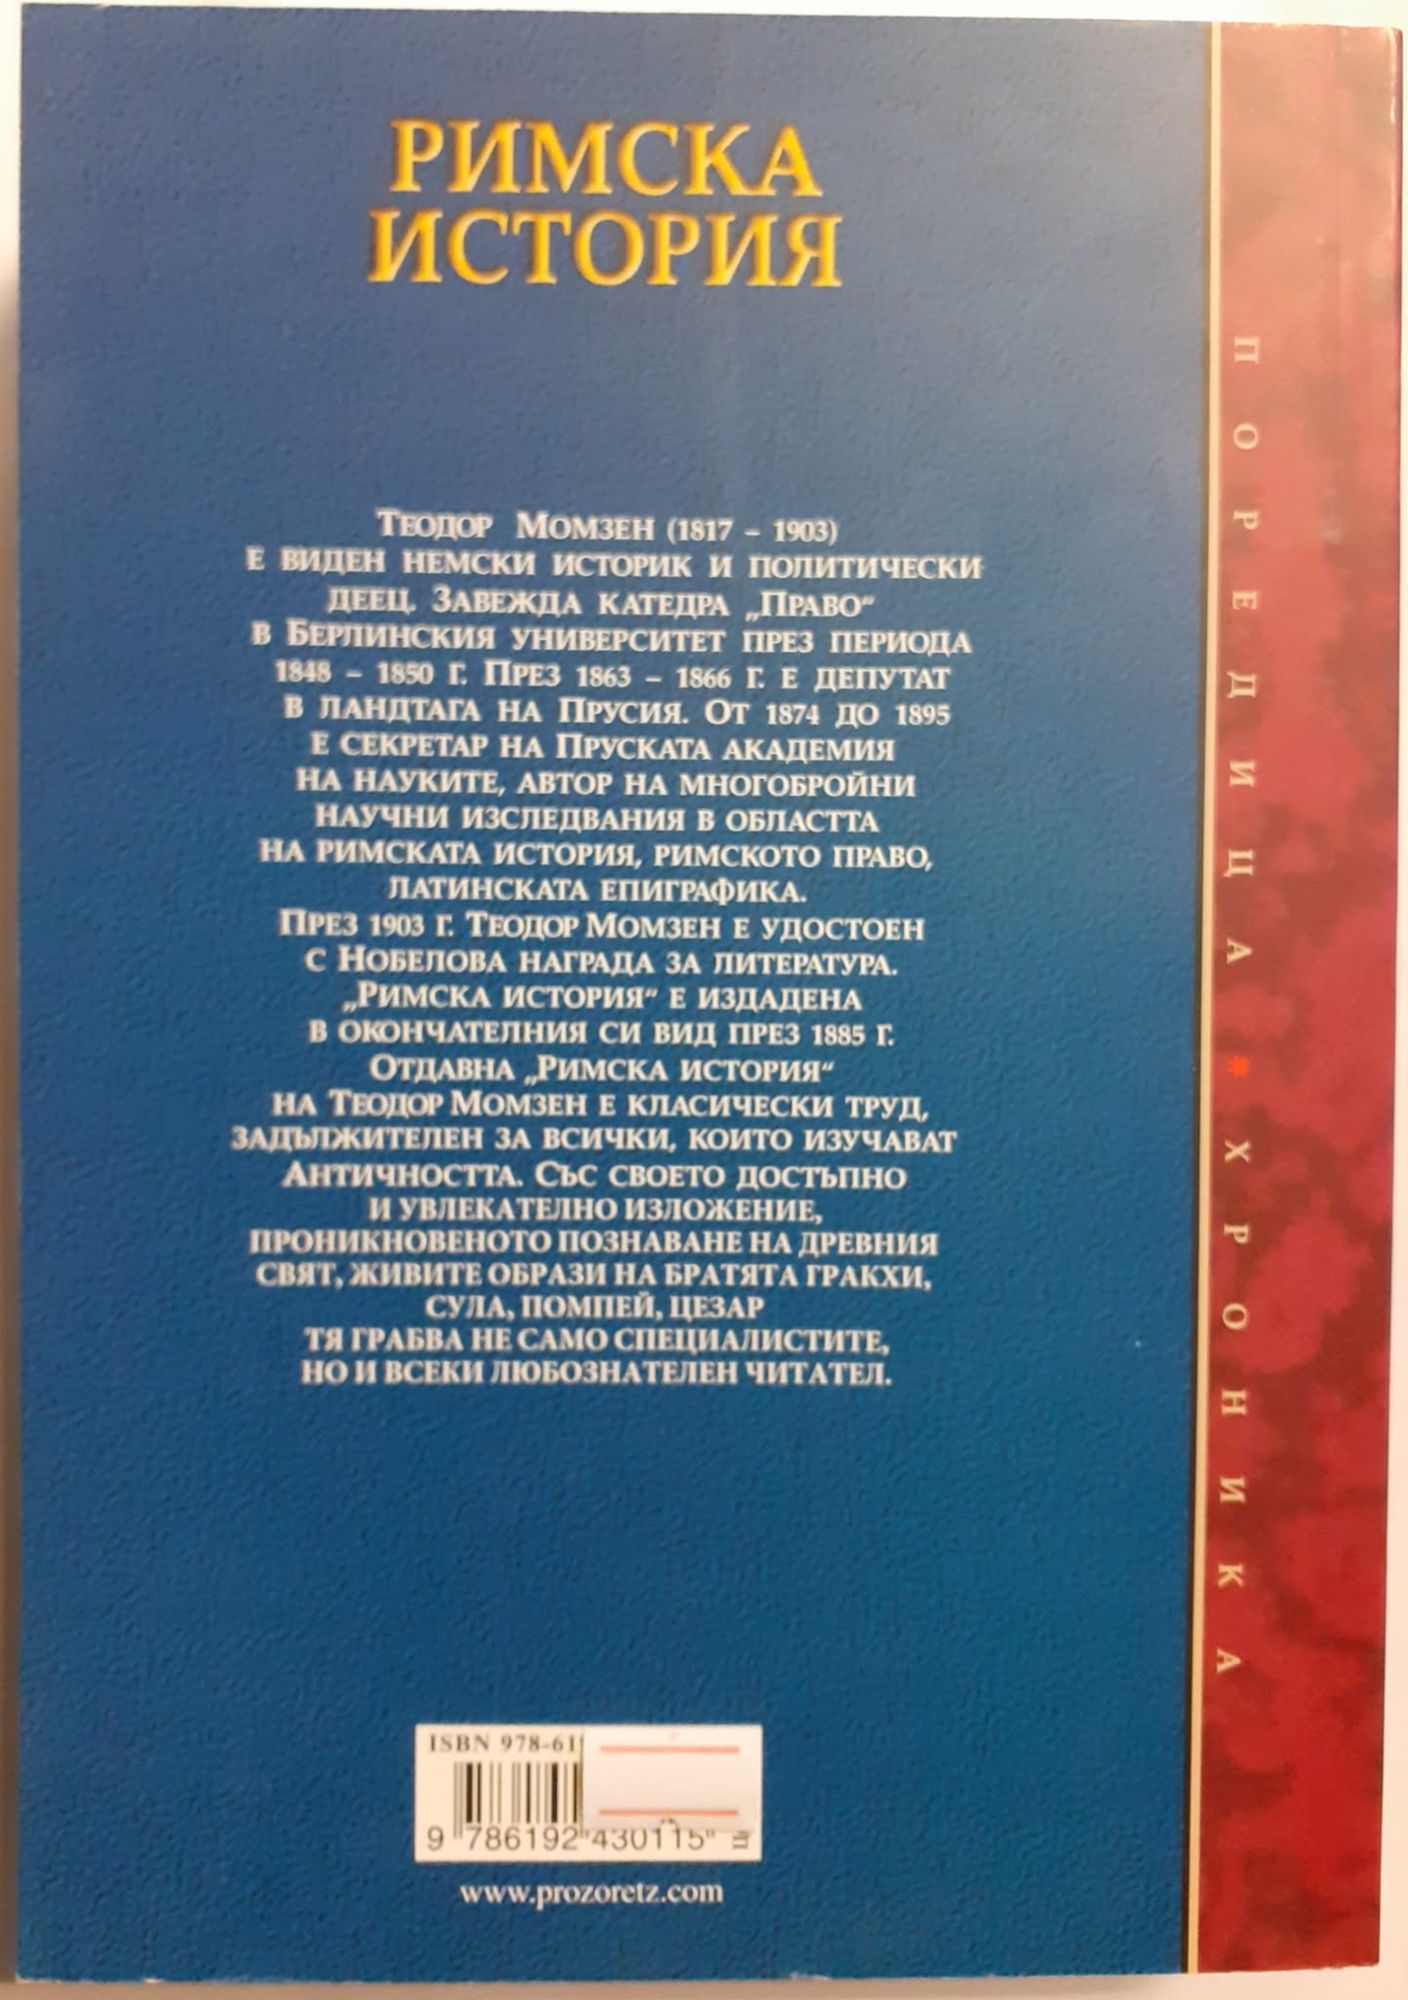 РИМСКА
ИСТОРИЯ
ТЕОДОР МОМЗЕН (1817 – 1903)
Е ВИДЕН НЕМСКИ ИСТОРИК И ПОЛИТИЧЕСКИ
ДЕЕЦ. ЗАВЕЖДА КАТЕДРА „ПРАВО“
В БЕРЛИНСКИЯ УНИВЕРСИТЕТ ПРЕЗ ПЕРИОДА
1848 – 1850 Г. ПРЕЗ 1863 – 1866 Г. Е ДЕПУТАТ
В ЛАНДТАГА НА ПРУСИЯ. ОТ 1874 ДО 1895
Е СЕКРЕТАР НА ПРУСКАТА АКАДЕМИЯ
НА НАУКИТЕ, АВТОР НА МНОГОБРОЙНИ
НАУЧНИ ИЗСЛЕДВАНИЯ В ОБЛАСТТА
НА РИМСКАТА ИСТОРИЯ, РИМСКОТО ПРАВО,
ЛАТИНСКАТА ЕПИГРАФИКА.
ПРЕЗ 1903 Г. ТЕОДОР МОМЗЕН Е УДОСТОЕН
С НОБЕЛОВА НАГРАДА ЗА ЛИТЕРАТУРА.
„РИМСКА ИСТОРИЯ“ Е ИЗДАДЕНА
В ОКОНЧАТЕЛНИЯ СИ ВИД ПРЕЗ 1885 Г.
ОТДАВНА „РИМСКА ИСТОРИЯ“
НА ТЕОДОР МОМЗЕН Е КЛАСИЧЕСКИ ТРУД,
ЗАДЪЛЖИТЕЛЕН ЗА ВСИЧКИ, КОИТО ИЗУЧАВАТ
АНТИЧНОСТТА. СЪС СВОЕТО ДОСТЪПНО
И УВЛЕКАТЕЛНО ИЗЛОЖЕНИЕ,
ПРОНИКНОВЕНОТО ПОЗНАВАНЕ НА ДРЕВНИЯ
СВЯТ, ЖИВИТЕ ОБРАЗИ НА БРАТЯТА ГРАКХИ,
СУЛА, ПОМПЕЙ, ЦЕЗАР
ТЯ ГРАБВА НЕ САМО СПЕЦИАЛИСТИТЕ,
НО И ВСЕКИ ЛЮБОЗНАТЕЛЕН ЧИТАТЕЛ.
ISBN 978-61
9 786192 430115
www.prozoretz.com
ПОРЕДИЦА * ХРОНИКА